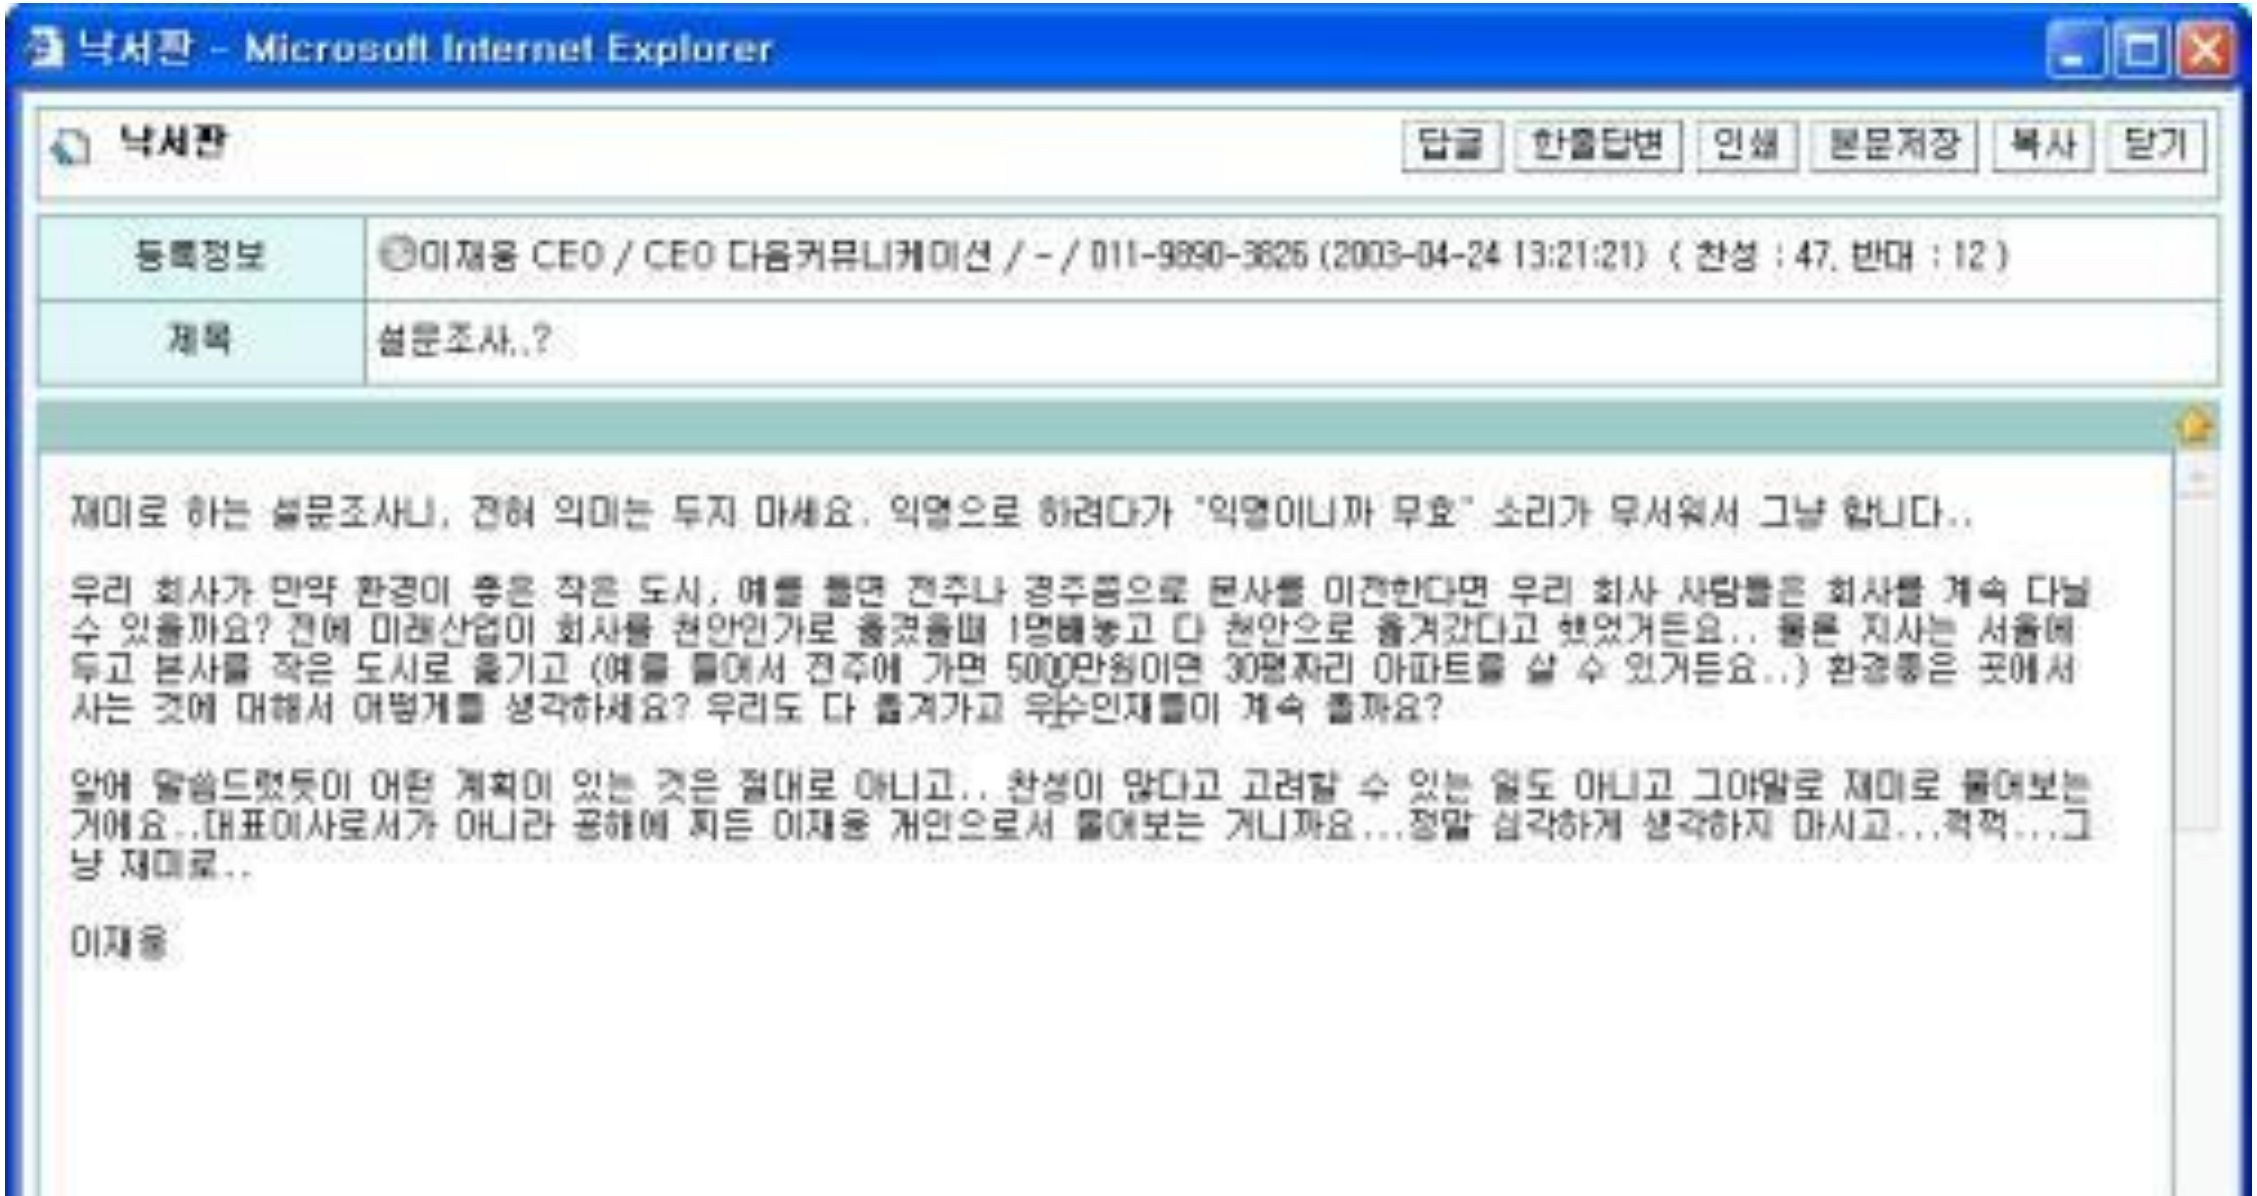 낙서판 - Microsoft Internet Explorer
낙서판
답글 한줄답변 인쇄 본문저장 복사 닫기
등록정보 이재웅 CEO / CEO 다음커뮤니케이션 / - / 011-9890-3826 (2003-04-24 13:21:21) ( 찬성 : 47, 반대 : 12 )
제목 설문조사..?
재미로 하는 설문조사니, 전혀 의미는 두지 마세요. 익명으로 하려다가 "익명이니까 무효" 소리가 무서워서 그냥 합니다..
우리 회사가 만약 환경이 좋은 작은 도시, 예를 들면 전주나 경주쯤으로 본사를 이전한다면 우리 회사 사람들은 회사를 계속 다닐
수 있을까요? 전에 미래산업이 회사를 천안인가로 옮겼을때 1명빼놓고 다 천안으로 옮겨갔다고 했었거든요.. 물론 지사는 서울에
두고 본사를 작은 도시로 옮기고 (예를 들어서 전주에 가면 5000만원이면 30평짜리 아파트를 살 수 있거든요..) 환경좋은 곳에서
사는 것에 대해서 어떻게들 생각하세요? 우리도 다 옮겨가고 우수인재들이 계속 올까요?
앞에 말씀드렸듯이 어떤 계획이 있는 것은 절대로 아니고.. 찬성이 많다고 고려할 수 있는 일도 아니고 그야말로 재미로 물어보는
거에요..대표이사로서가 아니라 공해에 찌든 이재웅 개인으로서 물어보는 거니까요...정말 심각하게 생각하지 마시고...꺽꺽...그
냥 재미로..
이재웅